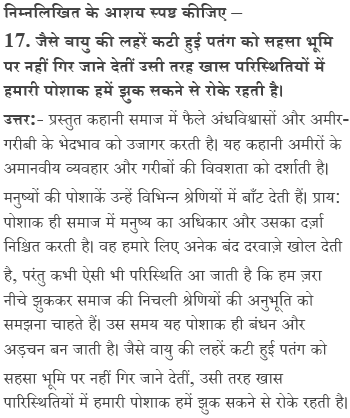 निम्नलिखित के आशय स्पष्ट कीजिए –
17. जैसे वायु की लहरें कटी हुई पतंग को सहसा भूमि
पर नहीं गिर जाने देतीं उसी तरह खास परिस्थितियों में
हमारी पोशाक हमें झुक सकने से रोके रहती है।
उत्तर:- प्रस्तुत कहानी समाज में फैले अंधविश्वासों और अमीर-
गरीबी के भेदभाव को उजागर करती है। यह कहानी अमीरों के
अमानवीय व्यवहार और गरीबों की विवशता को दर्शाती है।
मनुष्यों की पोशाकें उन्हें विभिन्न श्रेणियों में बाँट देती हैं। प्राय:
पोशाक ही समाज में मनुष्य का अधिकार और उसका दर्ज़ा
निश्चित करती है। वह हमारे लिए अनेक बंद दरवाज़े खोल देती
है, परंतु कभी ऐसी भी परिस्थिति आ जाती है कि हम ज़रा
नीचे झुककर समाज की निचली श्रेणियों की अनुभूति को
समझना चाहते हैं। उस समय यह पोशाक ही बंधन और
अड़चन बन जाती है। जैसे वायु की लहरें कटी हुई पतंग को
सहसा भूमि पर नहीं गिर जाने देतीं, उसी तरह खास
पारिस्थितियों में हमारी पोशाक हमें झुक सकने से रोके रहती है।